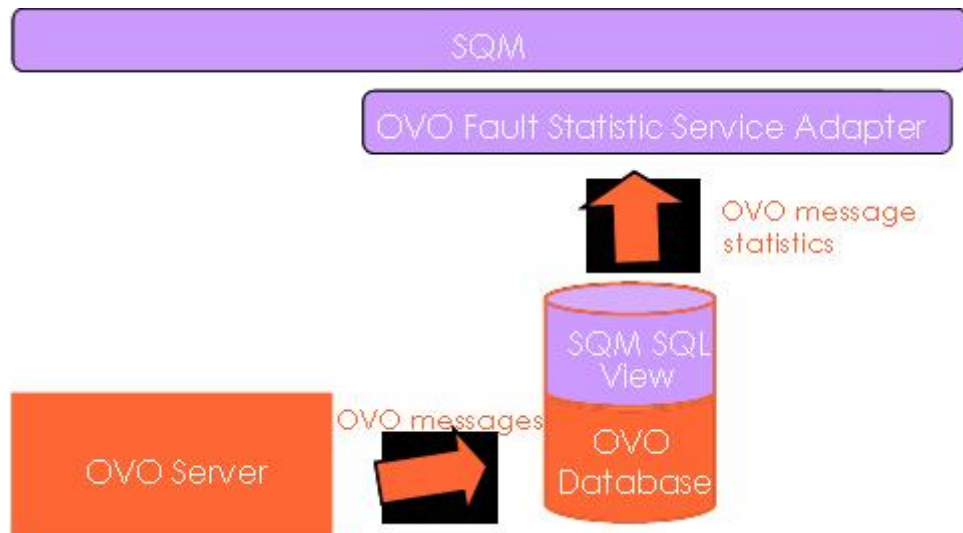 SQM
OVO Fault Statistic Service Adapter
OVO message
statistics
SQM SQL
View
OVO messages
OVO Server
OVO
Database